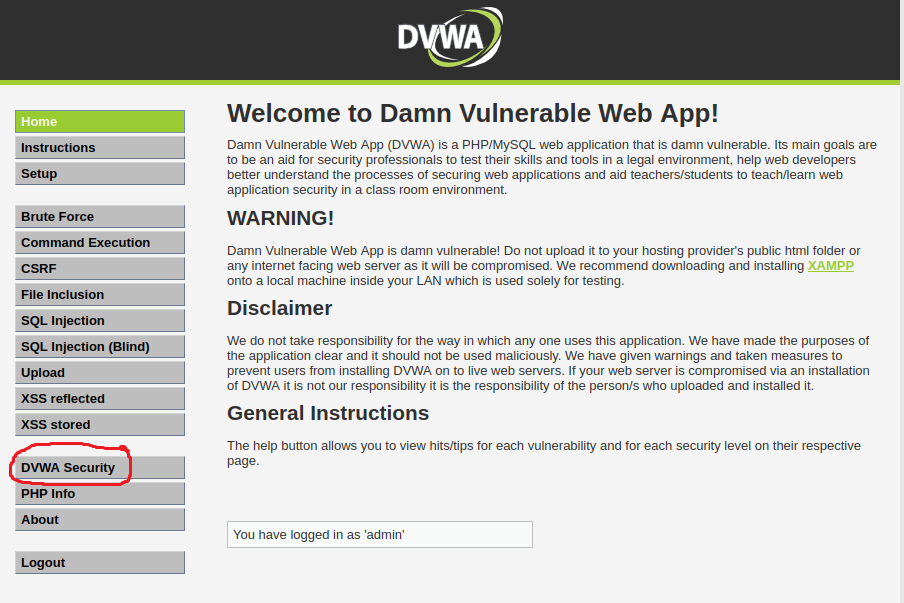 DVWA
Home
Instructions
Setup
Brute Force
Command Execution
CSRF
File Inclusion
SQL Injection
SQL Injection (Blind)
Upload
XSS reflected
XSS stored
DVWA Security
PHP Info
About
Logout
Welcome to Damn Vulnerable Web App!
Damn Vulnerable Web App (DVWA) is a PHP/MySQL web application that is damn vulnerable. Its main goals are
to be an aid for security professionals to test their skills and tools in a legal environment, help web developers
better understand the processes of securing web applications and aid teachers/students to teach/learn web
application security in a class room environment.
WARNING!
Damn Vulnerable Web App is damn vulnerable! Do not upload it to your hosting provider's public html folder or
any internet facing web server as it will be compromised. We recommend downloading and installing XAMPP
onto a local machine inside your LAN which is used solely for testing.
Disclaimer
We do not take responsibility for the way in which any one uses this application. We have made the purposes of
the application clear and it should not be used maliciously. We have given warnings and taken measures to
prevent users from installing DVWA on to live web servers. If your web server is compromised via an installation
of DVWA it is not our responsibility it is the responsibility of the person/s who uploaded and installed it.
General Instructions
The help button allows you to view hits/tips for each vulnerability and for each security level on their respective
page.
You have logged in as 'admin'